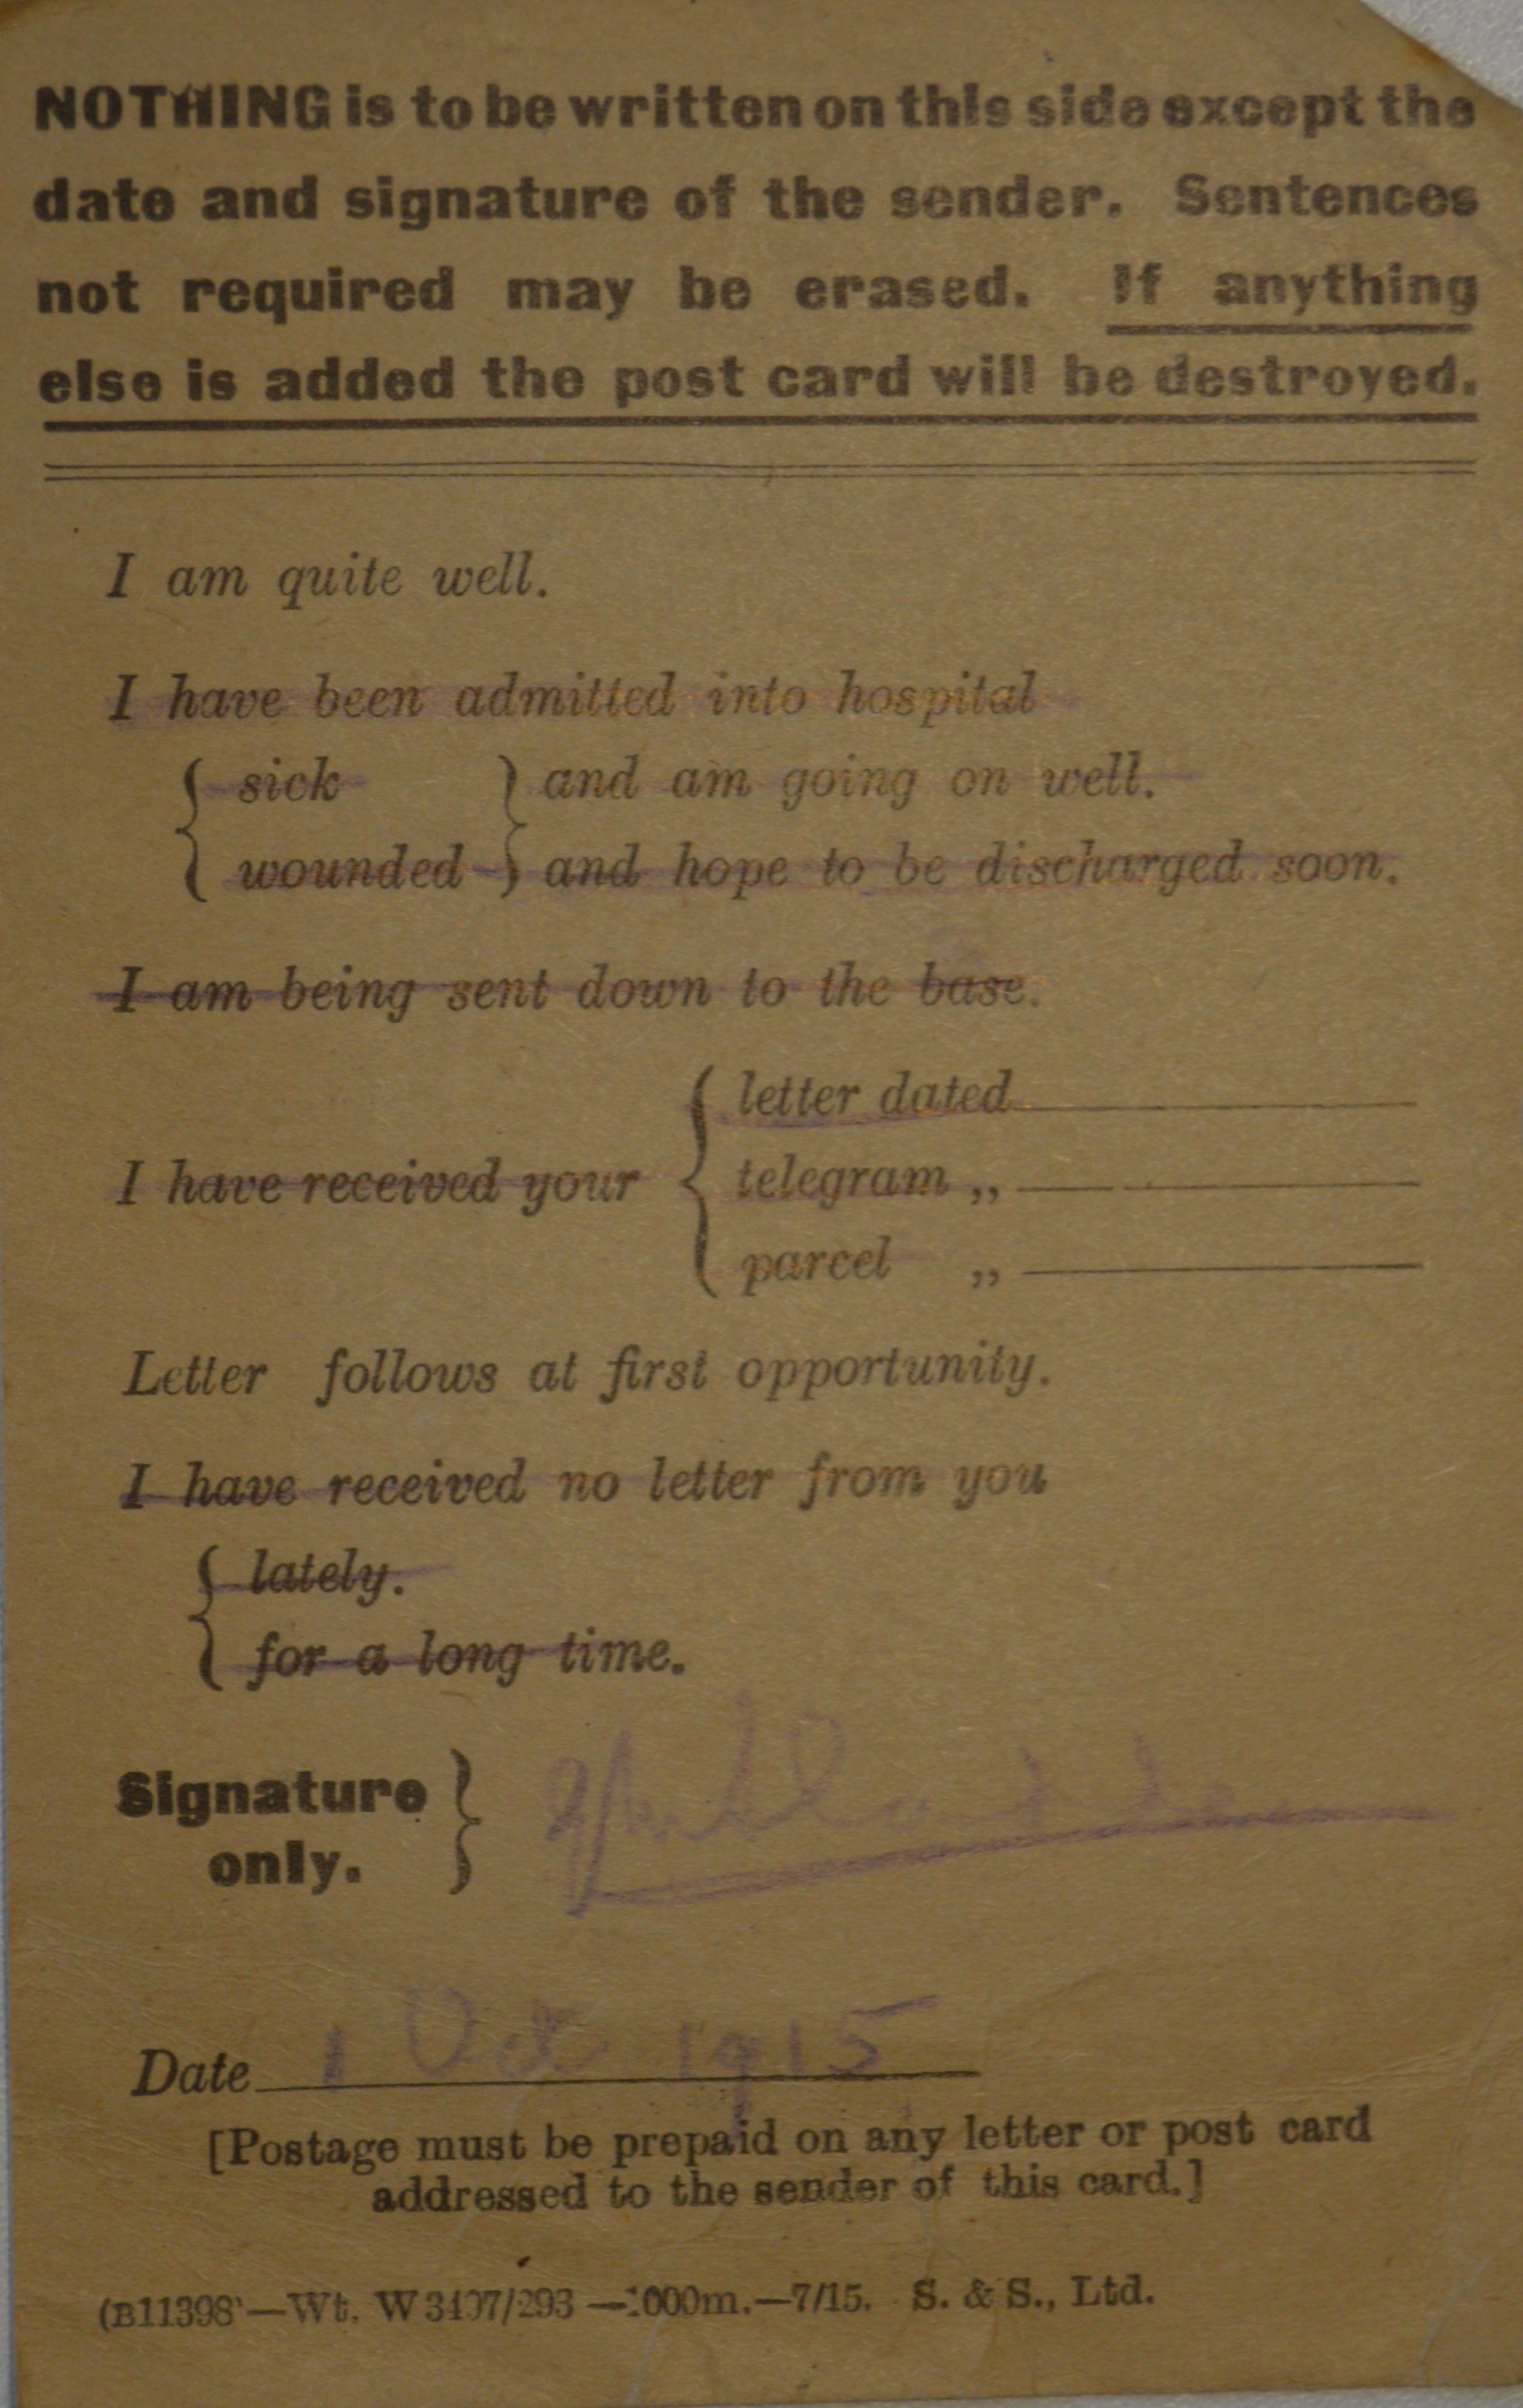 NOTHING is to be written on this side except the
date and signature of the sender. Sentences
not required may be erased. If anything
else is added the post card will be destroyed.
I am quite well.
I have been admitted into hospital
{ sick } and am going on well.
{ wounded } and hope to be discharged soon.
I am being sent down to the base.
{ letter dated
I have received your { telegram ,,
{ parcel ,,
Letter follows at first opportunity.
I have received no letter from you
{ lately.
{ for a long time.
Signature
only. }
Date 1 Oct 1915
[Postage must be prepaid on any letter or post card
addressed to the sender of this card.]
(B11398) —Wt. W3497/293 —1000m.—7/15. S. & S., Ltd.